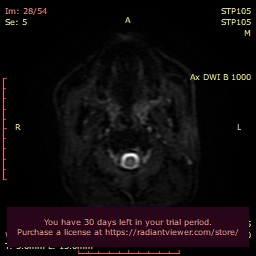 Im: 28/54
Se: 5
A
STP105
STP105
M
Ax DWI B 1000
R
L
You have 30 days left in your trial period.
Purchase a license at https://radiantviewer.com/store/